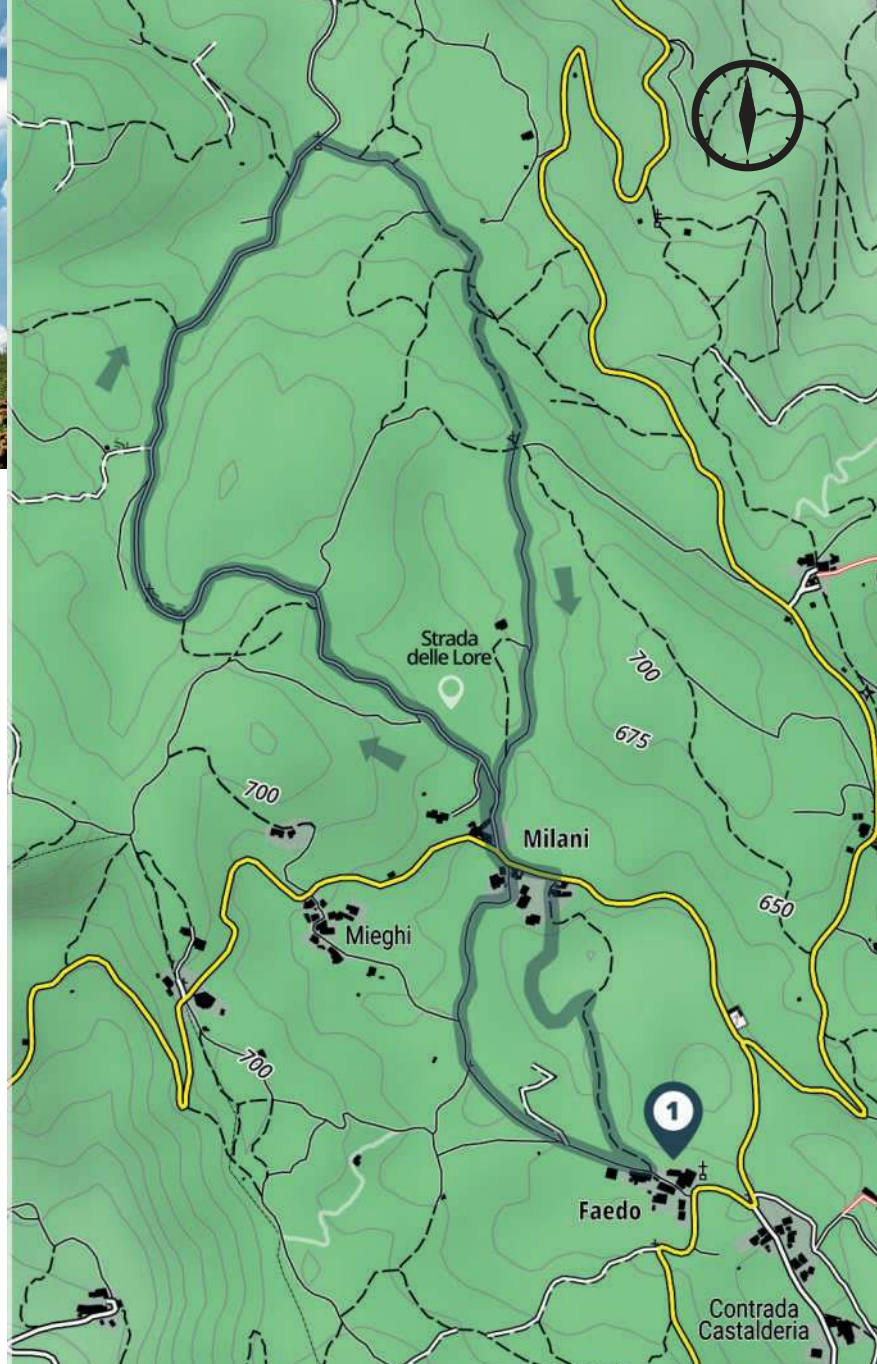 Strada
delle Lore
700
675
700
Milani
650
Mieghi
700
1
Faedo
Contrada
Castalderia